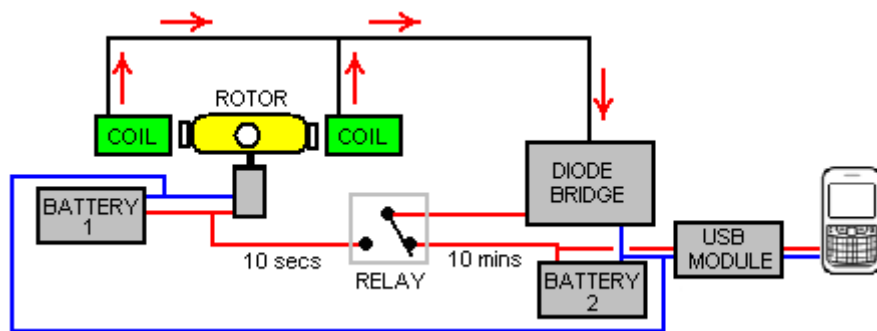 ROTOR
COIL
COIL
DIODE
BRIDGE
BATTERY
1
USB
MODULE
10 secs
10 mins
RELAY
BATTERY
2